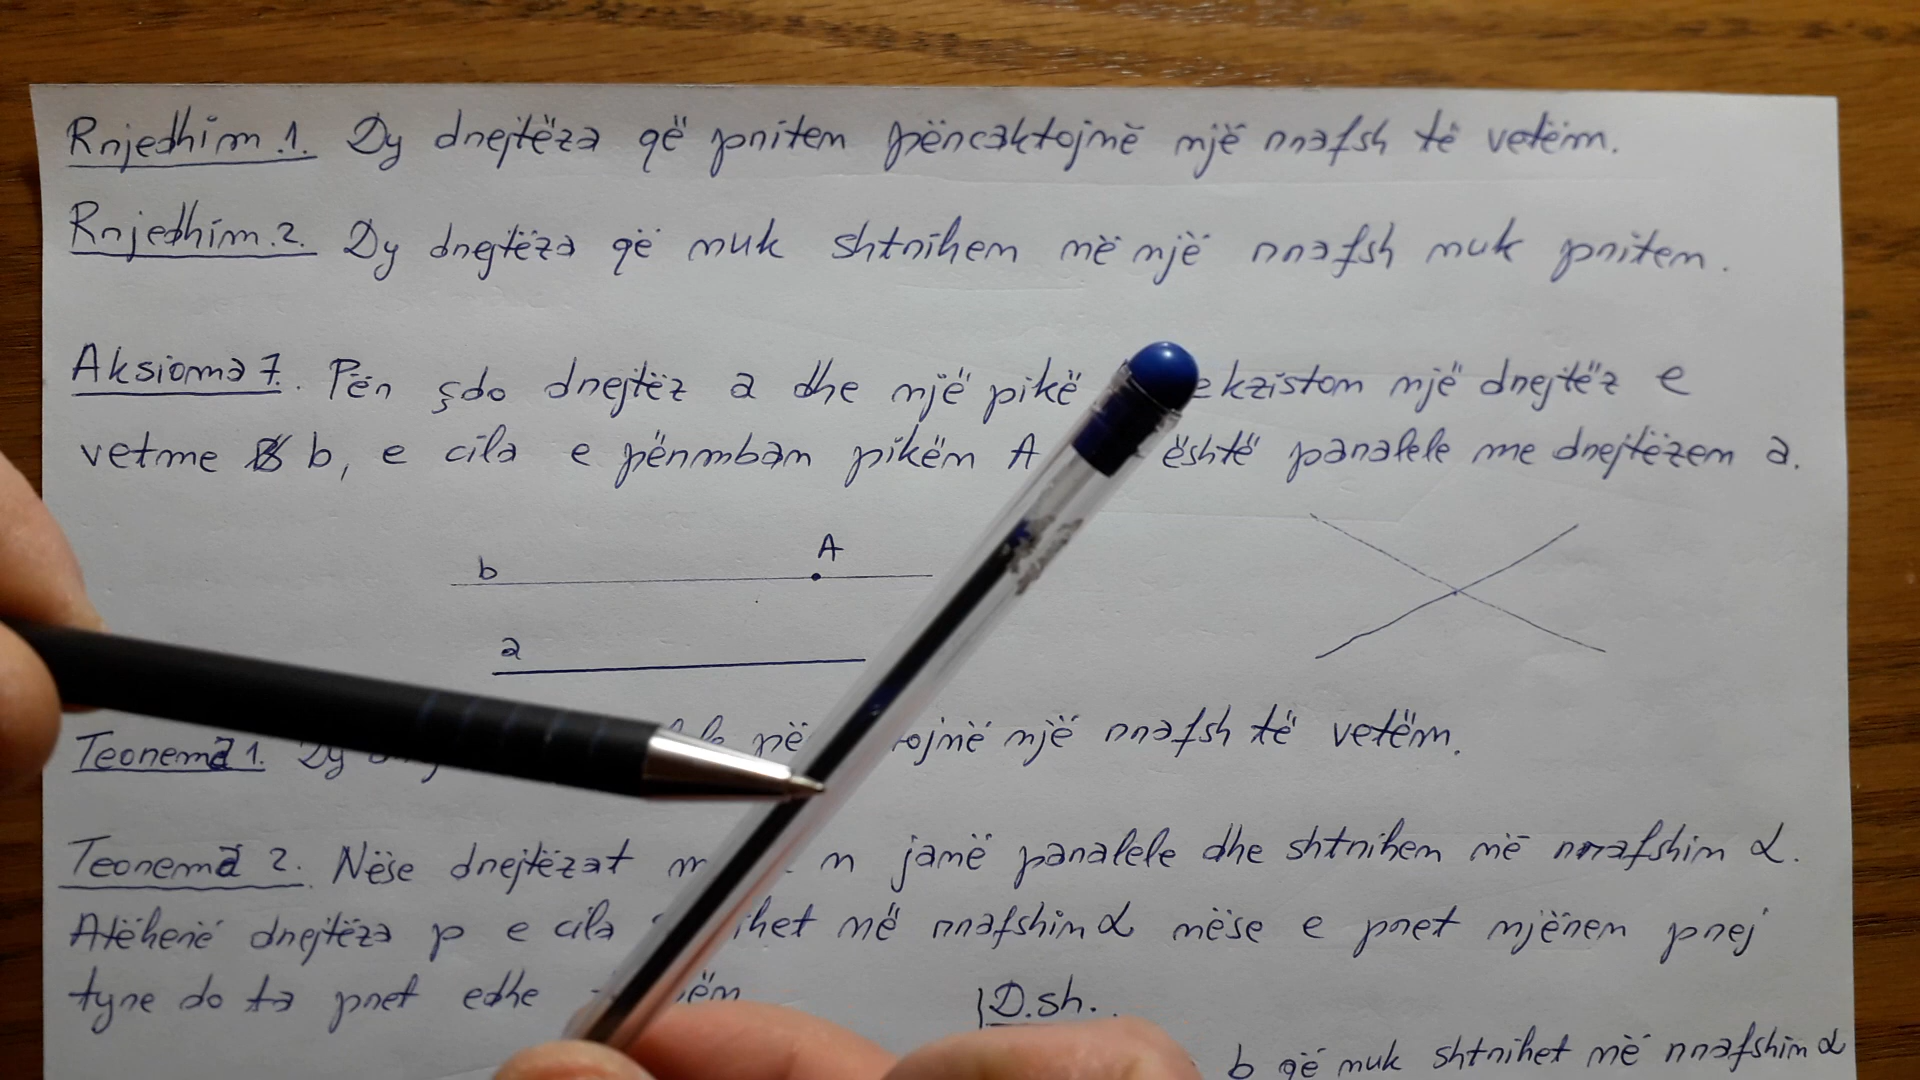 Rrjedhim 1. Dy drejtëza që priten përcaktojnë një rrafsh të vetëm.
Rrjedhim 2. Dy drejtëza që nuk shtrihen në një rrafsh nuk priten.
Aksioma 7. Për çdo drejtëz a dhe një pikë ekziston një drejtëz e
vetme b, e cila e përmban pikën A është paralele me drejtëzen a.
b A
a
Teorema 1. Dy një rrafsh të vetëm.
Teorema 2. Nëse drejtëzat m n janë paralele dhe shtrihen në rrafshin α.
Atëherë drejtëza p e cila në rrafshin α nëse e pret njërën prej
tyre do ta pret edhe
D.sh.
b që nuk shtrihet në rrafshin α